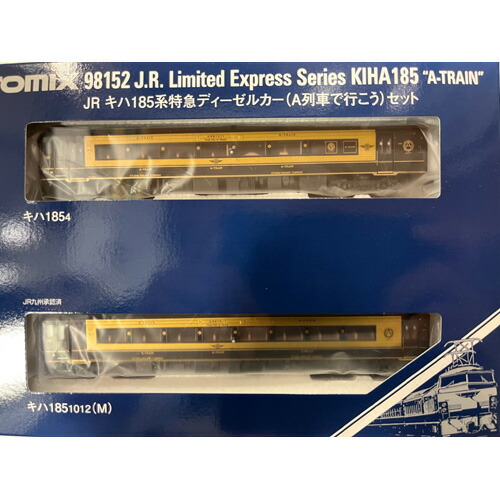 TOMIX 98152 J.R. Limited Express Series KIHA185 "A-TRAIN"
JR キハ185系特急ディーゼルカー(A列車で行こう)セット
A-TRAIN
キハ1854
JR九州承認済
A-TRAIN
キハ1851012(M)